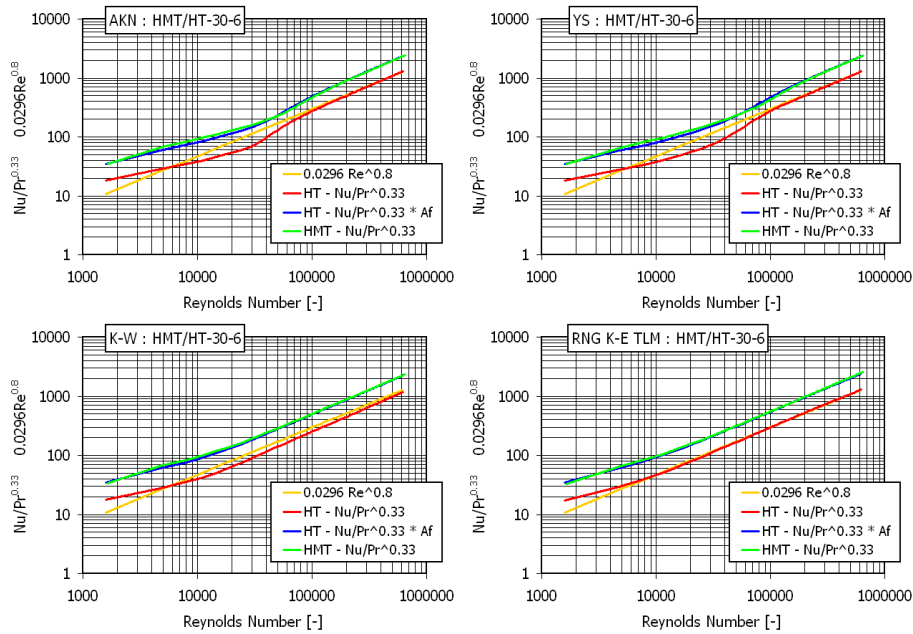 AKN : HMT/HT-30-6
10000
1000
100
10
1
0.0296Re^0.8
Nu/Pr^0.33
0.0296 Re^0.8
HT - Nu/Pr^0.33
HT - Nu/Pr^0.33 * Af
HMT - Nu/Pr^0.33
1000 10000 100000 1000000
Reynolds Number [-]
YS : HMT/HT-30-6
10000
1000
100
10
1
0.0296Re^0.8
Nu/Pr^0.33
0.0296 Re^0.8
HT - Nu/Pr^0.33
HT - Nu/Pr^0.33 * Af
HMT - Nu/Pr^0.33
1000 10000 100000 1000000
Reynolds Number [-]
K-W : HMT/HT-30-6
10000
1000
100
10
1
0.0296Re^0.8
Nu/Pr^0.33
0.0296 Re^0.8
HT - Nu/Pr^0.33
HT - Nu/Pr^0.33 * Af
HMT - Nu/Pr^0.33
1000 10000 100000 1000000
Reynolds Number [-]
RNG K-E TLM : HMT/HT-30-6
10000
1000
100
10
1
0.0296Re^0.8
Nu/Pr^0.33
0.0296 Re^0.8
HT - Nu/Pr^0.33
HT - Nu/Pr^0.33 * Af
HMT - Nu/Pr^0.33
1000 10000 100000 1000000
Reynolds Number [-]